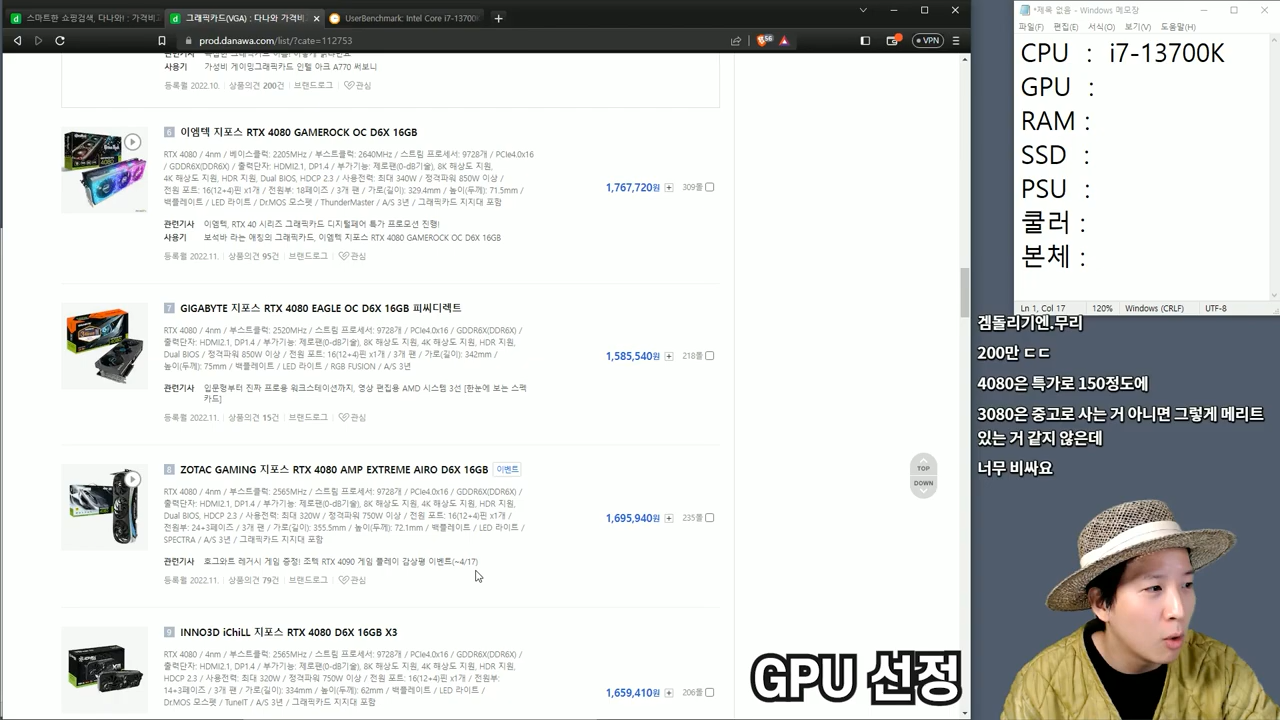 스마트한 쇼핑검색, 다나와! : 가격비
그래픽카드(VGA) : 다나와 가격비
UserBenchmark: Intel Core i7-13700K
prod.danawa.com/list/?cate=112753
56
VPN
사용기 가성비 게이밍그래픽카드 인텔 아크 A770 써보니
등록월 2022.10. 상품의견 200건 브랜드로그 관심
6 이엠텍 지포스 RTX 4080 GAMEROCK OC D6X 16GB
RTX 4080 / 4nm / 베이스클럭: 2205MHz / 부스트클럭: 2640MHz / 스트림 프로세서: 9728개 / PCIe4.0x16
/ GDDR6X(DDR6X) / 출력단자: HDMI2.1, DP1.4 / 부가기능: 제로팬(0-dB기술), 8K 해상도 지원,
4K 해상도 지원, HDR 지원, Dual BIOS, HDCP 2.3 / 사용전력: 최대 340W / 정격파워 850W 이상 /
전원 포트: 16(12+4)핀 x1개 / 전원부: 18페이즈 / 3개 팬 / 가로(길이): 329.4mm / 높이(두께): 71.5mm /
백플레이트 / LED 라이트 / Dr.MOS 모스펫 / ThunderMaster / A/S 3년 / 그래픽카드 지지대 포함
1,767,720원 309몰
관련기사 이엠텍, RTX 40 시리즈 그래픽카드 디지털페어 특가 프로모션 진행!
사용기 보석바 라는 애칭의 그래픽카드, 이엠텍 지포스 RTX 4080 GAMEROCK OC D6X 16GB
등록월 2022.11. 상품의견 95건 브랜드로그 관심
7 GIGABYTE 지포스 RTX 4080 EAGLE OC D6X 16GB 피씨디렉트
RTX 4080 / 4nm / 부스트클럭: 2520MHz / 스트림 프로세서: 9728개 / PCIe4.0x16 / GDDR6X(DDR6X) /
출력단자: HDMI2.1, DP1.4 / 부가기능: 제로팬(0-dB기술), 8K 해상도 지원, 4K 해상도 지원, HDR 지원,
Dual BIOS / 정격파워 850W 이상 / 전원 포트: 16(12+4)핀 x1개 / 3개 팬 / 가로(길이): 342mm /
높이(두께): 75mm / 백플레이트 / LED 라이트 / RGB FUSION / A/S 3년
1,585,540원 218몰
관련기사 입문형부터 진짜 프로용 워크스테이션까지, 영상 편집용 AMD 시스템 3선 [한눈에 보는 스펙
카드]
등록월 2022.11. 상품의견 15건 브랜드로그 관심
8 ZOTAC GAMING 지포스 RTX 4080 AMP EXTREME AIRO D6X 16GB 이벤트
RTX 4080 / 4nm / 부스트클럭: 2565MHz / 스트림 프로세서: 9728개 / PCIe4.0x16 / GDDR6X(DDR6X) /
출력단자: HDMI2.1, DP1.4 / 부가기능: 제로팬(0-dB기술), 8K 해상도 지원, 4K 해상도 지원, HDR 지원,
Dual BIOS, HDCP 2.3 / 사용전력: 최대 320W / 정격파워 750W 이상 / 전원 포트: 16(12+4)핀 x1개 /
전원부: 24+3페이즈 / 3개 팬 / 가로(길이): 355.5mm / 높이(두께): 72.1mm / 백플레이트 / LED 라이트 /
SPECTRA / A/S 3년 / 그래픽카드 지지대 포함
1,695,940원 235몰
관련기사 호그와트 레거시 게임 증정! 조텍 RTX 4090 게임 플레이 감상평 이벤트(~4/17)
등록월 2022.11. 상품의견 79건 브랜드로그 관심
9 INNO3D iChiLL 지포스 RTX 4080 D6X 16GB X3
RTX 4080 / 4nm / 부스트클럭: 2565MHz / 스트림 프로세서: 9728개 / PCIe4.0x16 / GDDR6X(DDR6X) /
출력단자: HDMI2.1, DP1.4 / 부가기능: 제로팬(0-dB기술), 8K 해상도 지원, 4K 해상도 지원, HDR 지원,
HDCP 2.3 / 사용전력: 최대 320W / 정격파워 750W 이상 / 전원 포트: 16(12+4)핀 x1개 / 전원부:
14+3페이즈 / 3개 팬 / 가로(길이): 334mm / 높이(두께): 62mm / 백플레이트 / LED 라이트 /
Dr.MOS 모스펫 / TuneIT / A/S 3년 / 그래픽카드 지지대 포함
1,659,410원 206몰
TOP
DOWN
*제목 없음 - Windows 메모장
파일(F) 편집(E) 서식(O) 보기(V) 도움말(H)
CPU : i7-13700K
GPU :
RAM :
SSD :
PSU :
쿨러 :
본체 :
Ln 1, Col 17 120% Windows (CRLF) UTF-8
겜돌리기엔.무리
200만 ㄷㄷ
4080은 특가로 150정도에
3080은 중고로 사는 거 아니면 그렇게 메리트
있는 거 같지 않은데
너무 비싸요
GPU 선정